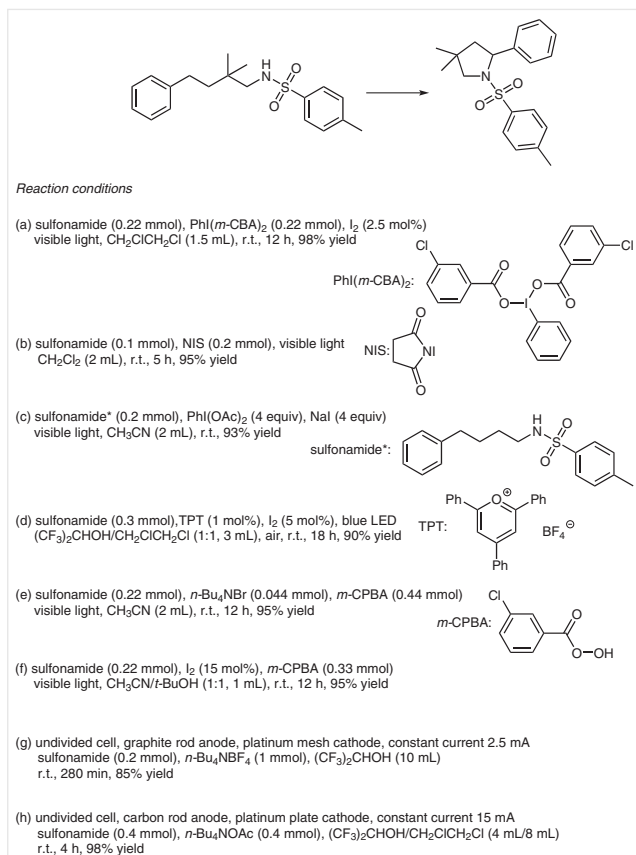 H
N
S
O
O
N
S
O
O
Reaction conditions
(a) sulfonamide (0.22 mmol), PhI(m-CBA)₂ (0.22 mmol), I₂ (2.5 mol%)
visible light, CH₂ClCH₂Cl (1.5 mL), r.t., 12 h, 98% yield
Cl
Cl
PhI(m-CBA)₂:
O
O
O
I
O
(b) sulfonamide (0.1 mmol), NIS (0.2 mmol), visible light
CH₂Cl₂ (2 mL), r.t., 5 h, 95% yield
NIS:
O
NI
O
(c) sulfonamide* (0.2 mmol), PhI(OAc)₂ (4 equiv), NaI (4 equiv)
visible light, CH₃CN (2 mL), r.t., 93% yield
sulfonamide*:
H
N
S
O
O
(d) sulfonamide (0.3 mmol),TPT (1 mol%), I₂ (5 mol%), blue LED
(CF₃)₂CHOH/CH₂ClCH₂Cl (1:1, 3 mL), air, r.t., 18 h, 90% yield
TPT:
Ph
O
⊕
Ph
Ph
BF₄ ⊖
(e) sulfonamide (0.22 mmol), n-Bu₄NBr (0.044 mmol), m-CPBA (0.44 mmol)
visible light, CH₃CN (2 mL), r.t., 12 h, 95% yield
Cl
m-CPBA:
O
O–OH
(f) sulfonamide (0.22 mmol), I₂ (15 mol%), m-CPBA (0.33 mmol)
visible light, CH₃CN/t-BuOH (1:1, 1 mL), r.t., 12 h, 95% yield
(g) undivided cell, graphite rod anode, platinum mesh cathode, constant current 2.5 mA
sulfonamide (0.2 mmol), n-Bu₄NBF₄ (1 mmol), (CF₃)₂CHOH (10 mL)
r.t., 280 min, 85% yield
(h) undivided cell, carbon rod anode, platinum plate cathode, constant current 15 mA
sulfonamide (0.4 mmol), n-Bu₄NOAc (0.4 mmol), (CF₃)₂CHOH/CH₂ClCH₂Cl (4 mL/8 mL)
r.t., 4 h, 98% yield